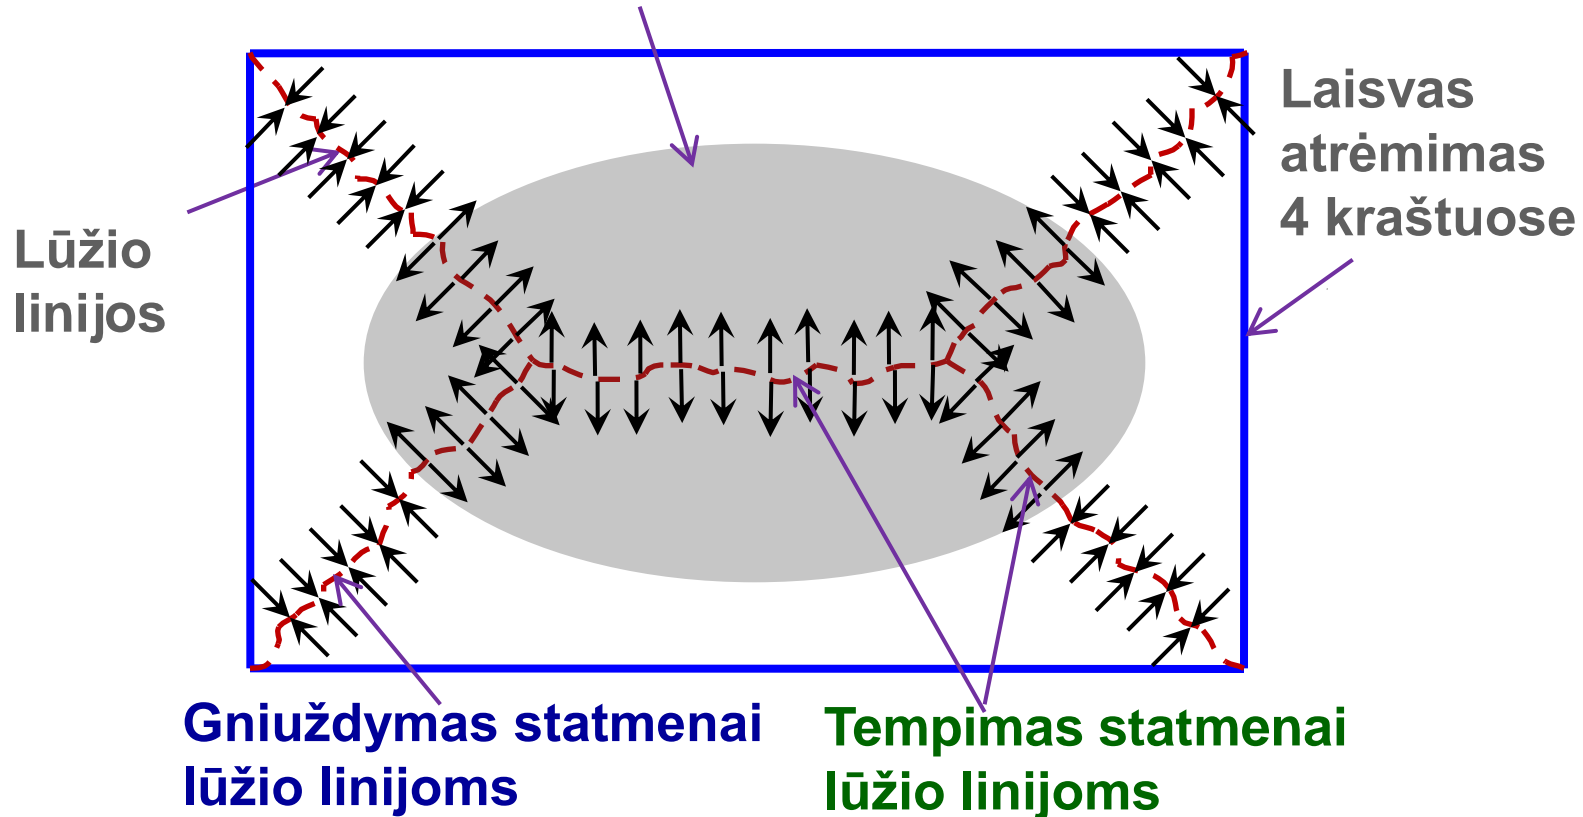 Laisvas
atrėmimas
4 kraštuose
Lūžio
linijos
Gniuždymas statmenai
lūžio linijoms
Tempimas statmenai
lūžio linijoms